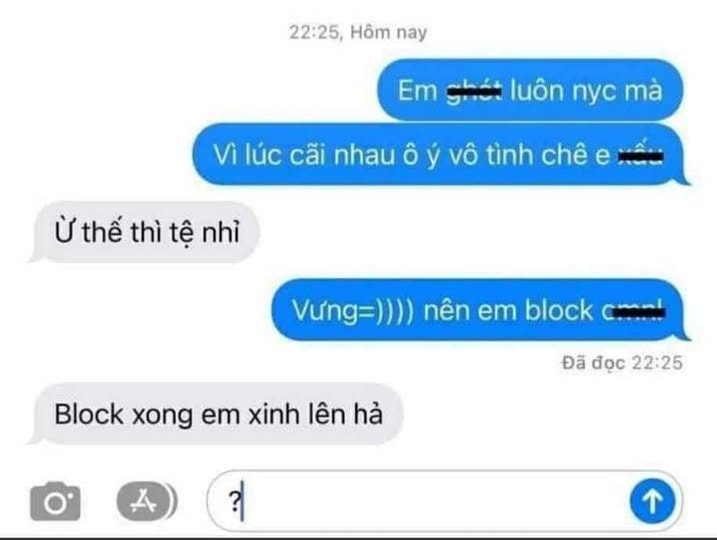 22:25, Hôm nay
Em ghét luôn nyc mà
Vì lúc cãi nhau ô ý vô tình chê e xấu
Ừ thế thì tệ nhỉ
Vưng=)))) nên em block
Đã đọc 22:25
Block xong em xinh lên hả
?